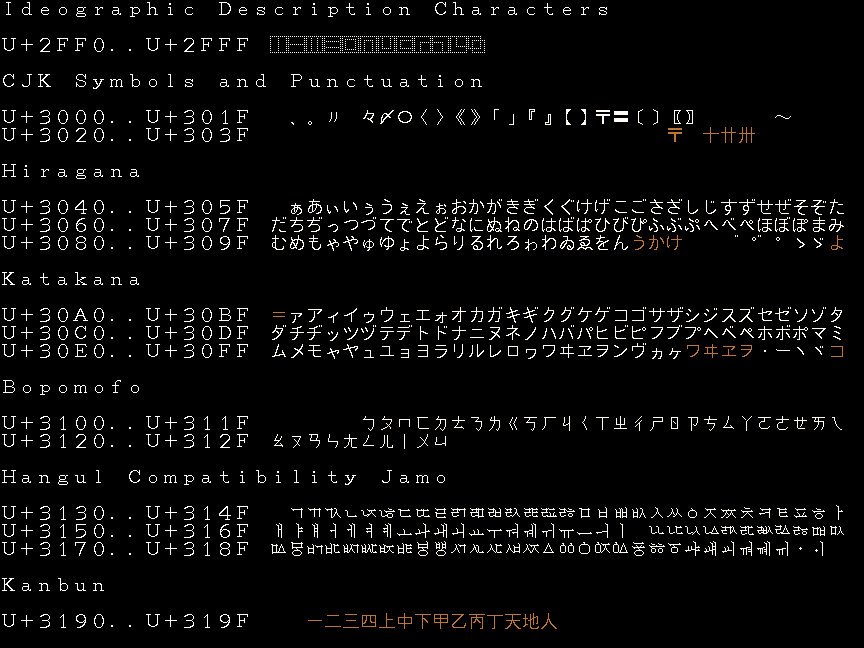 Ideographic Description Characters
U+2FF0..U+2FFF ⿰⿱⿲⿳⿴⿵⿶⿷⿸⿹⿺⿻
CJK Symbols and Punctuation
U+3000..U+301F 、。〃 々〆〇〈〉《》「」『』【】〒〓〔〕〖〗 〜
U+3020..U+303F 〒 十廿卅
Hiragana
U+3040..U+305F ぁあぃいぅうぇえぉおかがきぎくぐけげこごさざしじすずせぜそぞた
U+3060..U+307F だちぢっつづてでとどなにぬねのはばぱひびぴふぶぷへべぺほぼぽまみ
U+3080..U+309F むめもゃやゅゆょよらりるれろゎわゐゑをんうかけ ゛゜ゝゞよ
Katakana
U+30A0..U+30BF =ァアィイゥウェエォオカガキギクグケゲコゴサザシジスズセゼソゾタ
U+30C0..U+30DF ダチヂッツヅテデトドナニヌネノハバパヒビピフブプヘベペホボポマミ
U+30E0..U+30FF ムメモャヤュユョヨラリルレロヮワヰヱヲンヴヵヶワヰヱヲ・ーヽヾコ
Bopomofo
U+3100..U+311F ㄅㄆㄇㄈㄉㄊㄋㄌㄍㄎㄏㄐㄑㄒㄓㄔㄕㄖㄗㄘㄙㄚㄛㄜㄝㄞㄟ
U+3120..U+312F ㄠㄡㄢㄣㄤㄥㄦㄧㄨㄩ
Hangul Compatibility Jamo
U+3130..U+314F ㄱㄲㄳㄴㄵㄶㄷㄸㄹㄺㄻㄼㄽㄾㄿㅀㅁㅂㅃㅄㅅㅆㅇㅈㅉㅊㅋㅌㅍㅎㅏ
U+3150..U+316F ㅐㅑㅒㅓㅔㅕㅖㅗㅘㅙㅚㅛㅜㅝㅞㅟㅠㅡㅢㅣ ㅥㅦㅧㅨㅩㅪㅫㅬㅭㅮㅯ
U+3170..U+318F ㅰㅱㅲㅳㅴㅵㅶㅷㅸㅹㅺㅻㅼㅽㅾㅿㆀㆁㆂㆃㆄㆅㆆㆇㆈㆉㆊㆋㆌㆍㆎ
Kanbun
U+3190..U+319F 一二三四上中下甲乙丙丁天地人